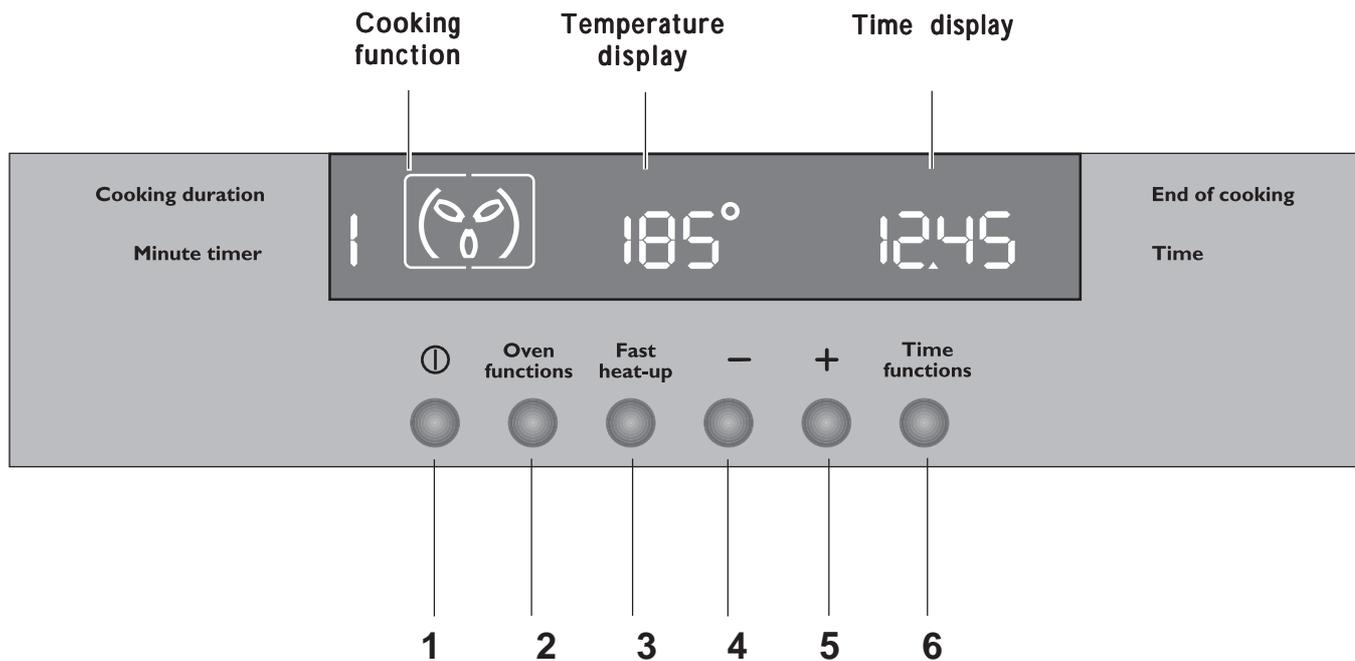 Cooking
function
Temperature
display
Time display
Cooking duration
Minute timer
1
185°
12.45
End of cooking
Time
Oven
functions
Fast
heat-up
−
+
Time
functions
1 2 3 4 5 6